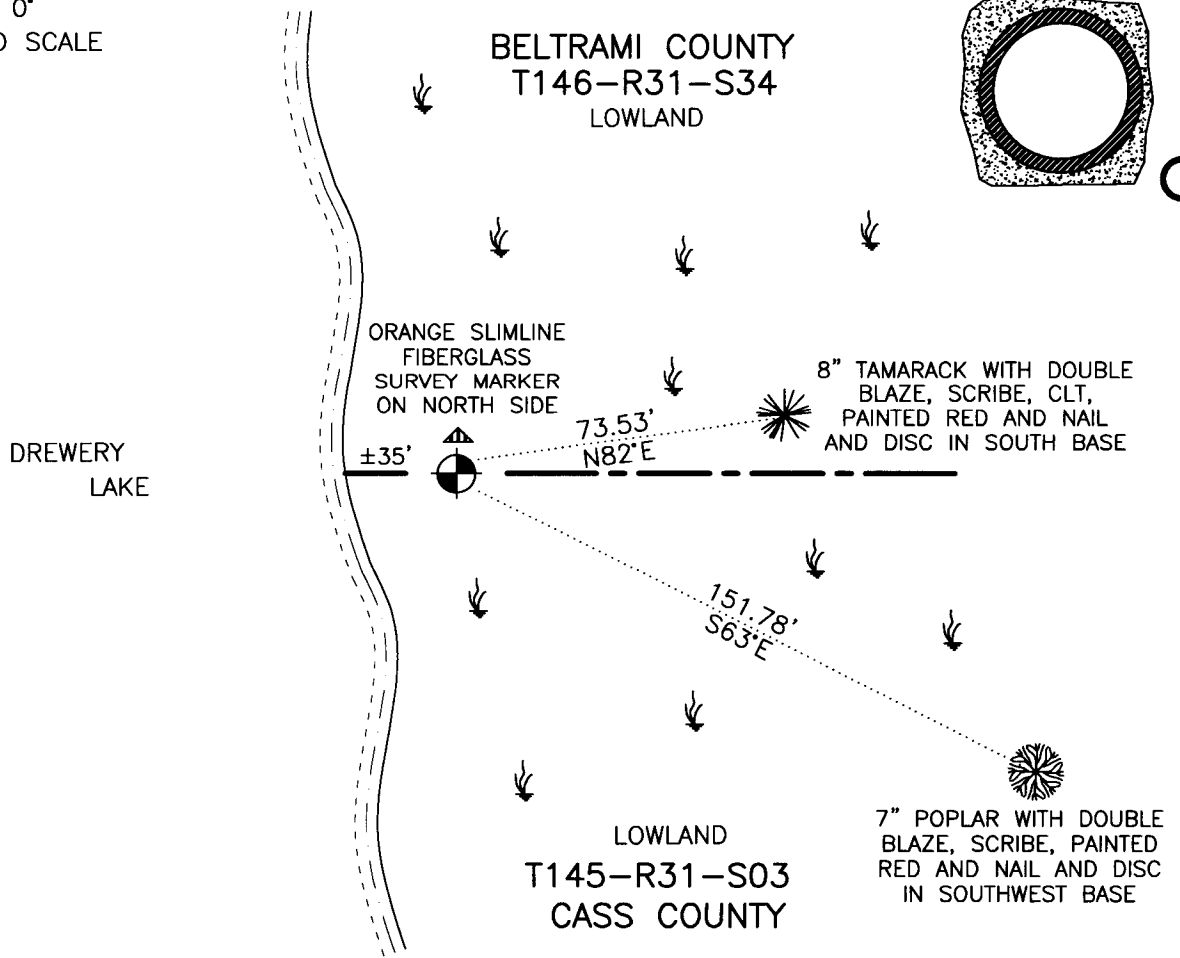 0°
SCALE
BELTRAMI COUNTY
T146-R31-S34
LOWLAND
ORANGE SLIMLINE
FIBERGLASS
SURVEY MARKER
ON NORTH SIDE
8" TAMARACK WITH DOUBLE
BLAZE, SCRIBE, CLT,
PAINTED RED AND NAIL
AND DISC IN SOUTH BASE
73.53'
N82°E
±35'
DREWERY
LAKE
151.78'
S63°E
7" POPLAR WITH DOUBLE
BLAZE, SCRIBE, PAINTED
RED AND NAIL AND DISC
IN SOUTHWEST BASE
LOWLAND
T145-R31-S03
CASS COUNTY